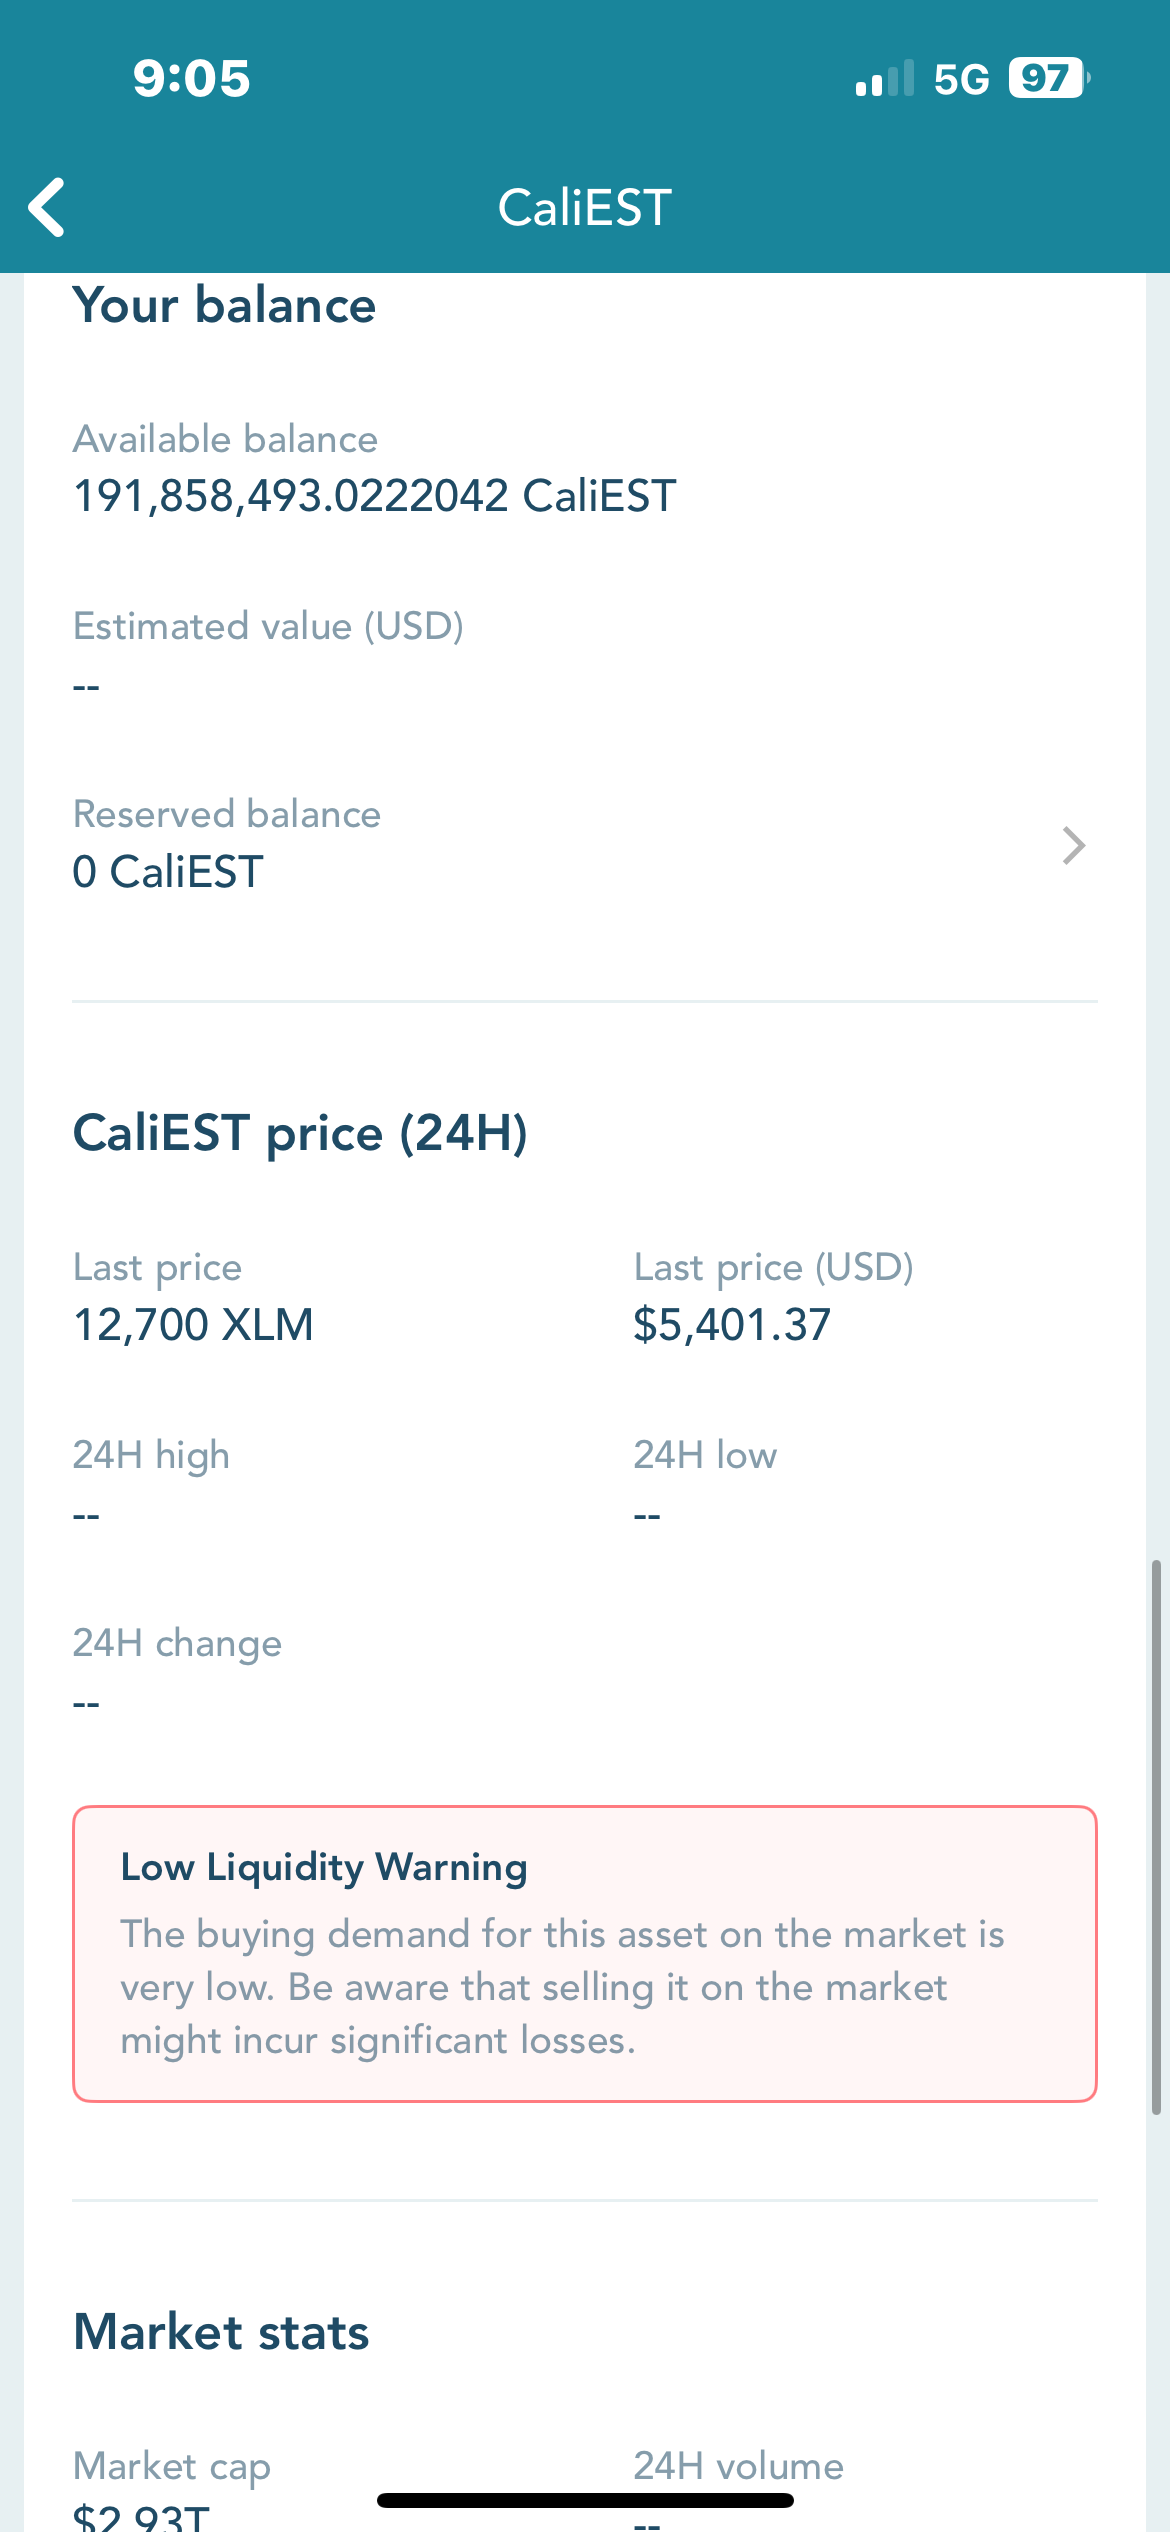 9:05
5G 97
CaliEST
Your balance
Available balance
191,858,493.0222042 CaliEST
Estimated value (USD)
--
Reserved balance
0 CaliEST
CaliEST price (24H)
Last price
12,700 XLM
Last price (USD)
$5,401.37
24H high
--
24H low
--
24H change
--
Low Liquidity Warning
The buying demand for this asset on the market is
very low. Be aware that selling it on the market
might incur significant losses.
Market stats
Market cap
$2.93T
24H volume
--